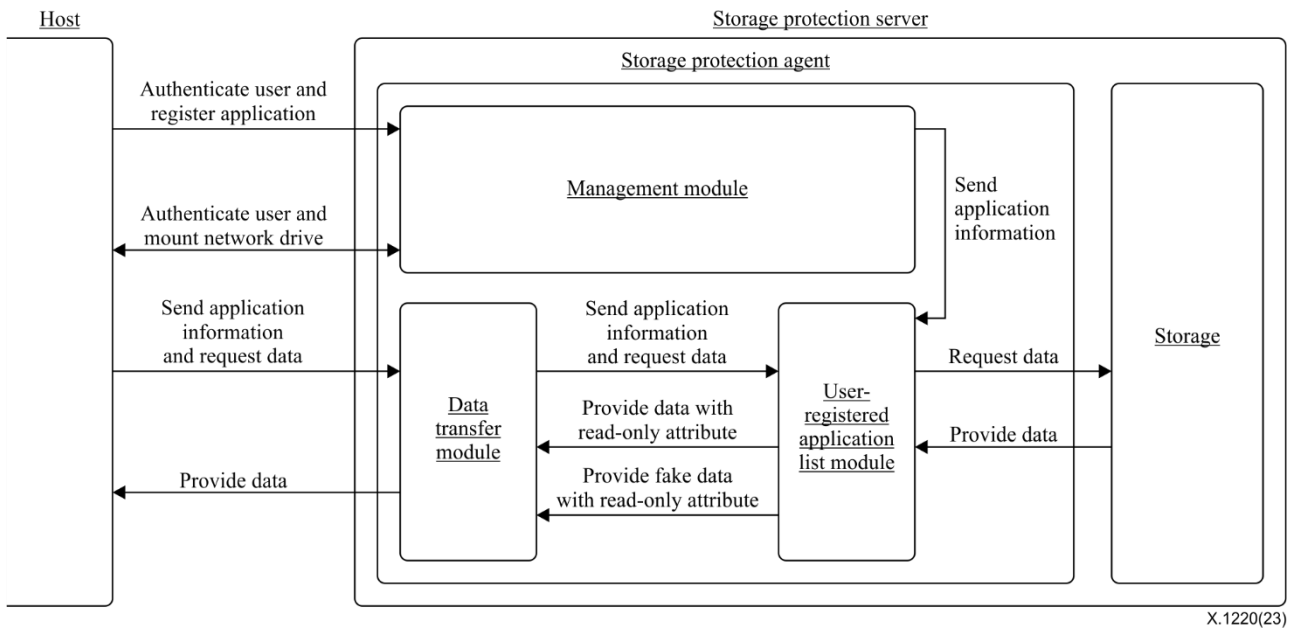 Host
Storage protection server
Storage protection agent
Authenticate user and
register application
Management module
Send
application
information
Authenticate user and
mount network drive
Send application
information
and request data
Send application
information
and request data
Storage
Request data
Data
transfer
module
Provide data with
read-only attribute
User-
registered
application
list module
Provide data
Provide data
Provide fake data
with read-only attribute
X.1220(23)